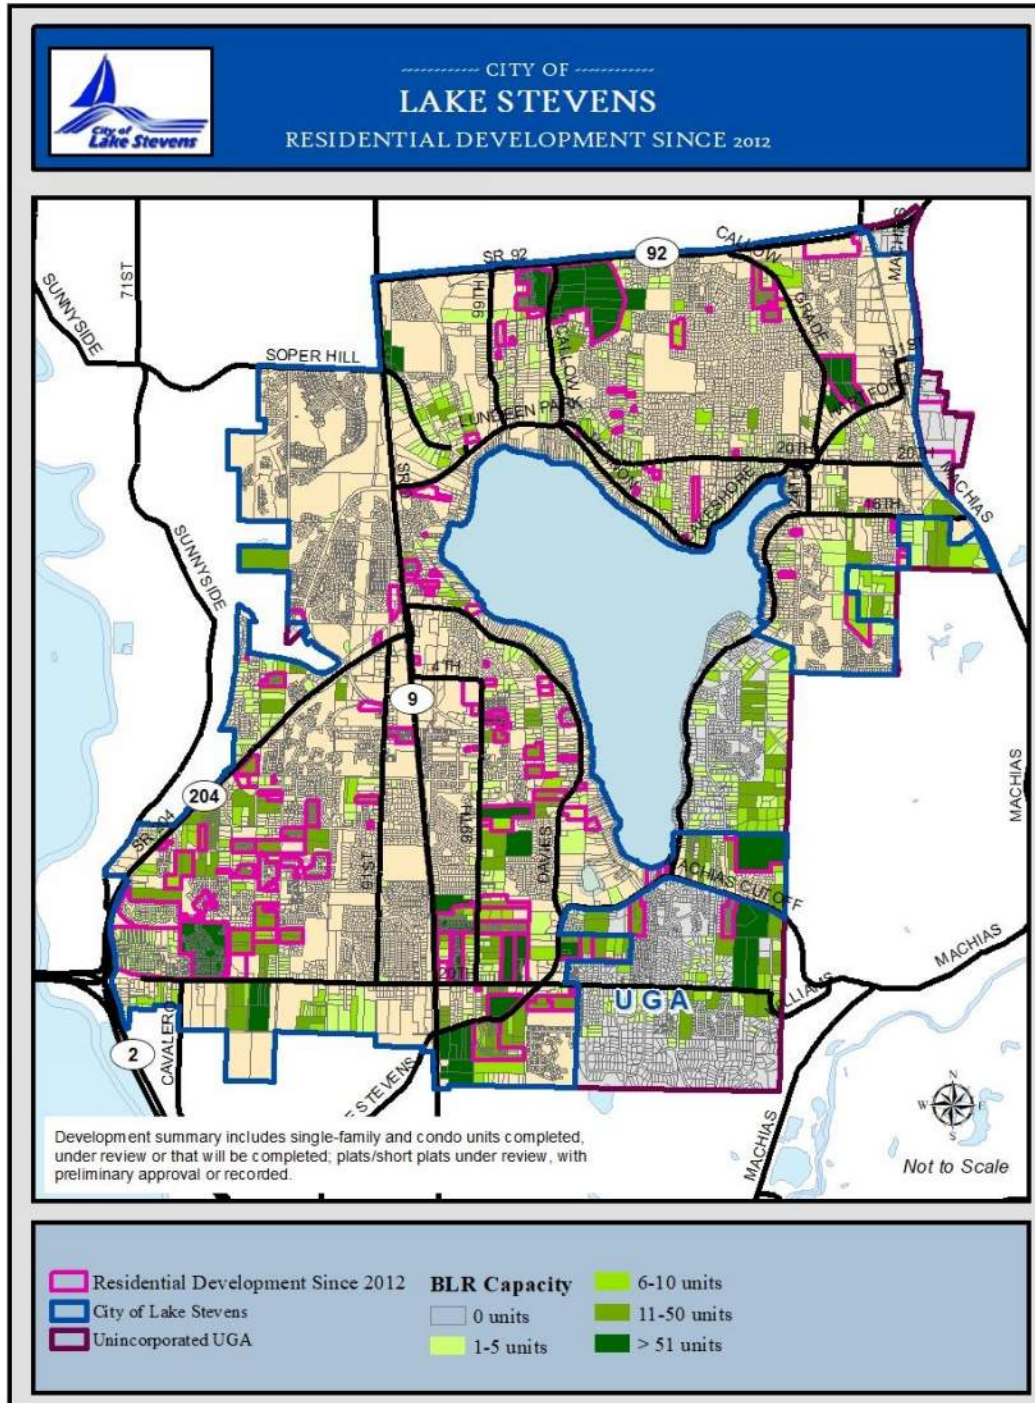 CITY OF
LAKE STEVENS
RESIDENTIAL DEVELOPMENT SINCE 2012
City of
Lake Stevens
SUNNYSIDE
71ST
SR 92
92
CALLOW
MACHIAS
99TH
CALLOW
GRADE
SOPER HILL
131ST
LUNDEEN PARK
20TH
20TH
MACHIAS
16TH
SUNNYSIDE
4TH
9
204
SR 204
99TH
91ST
DAVIES
MACHIAS CUT OFF
MACHIAS
MACHIAS
20TH
UGA
2
CAVALERO
E STEVENS
MACHIAS
N
W E
S
Not to Scale
Development summary includes single-family and condo units completed,
under review or that will be completed; plats/short plats under review, with
preliminary approval or recorded.
Residential Development Since 2012
City of Lake Stevens
Unincorporated UGA
BLR Capacity
0 units
1-5 units
6-10 units
11-50 units
> 51 units